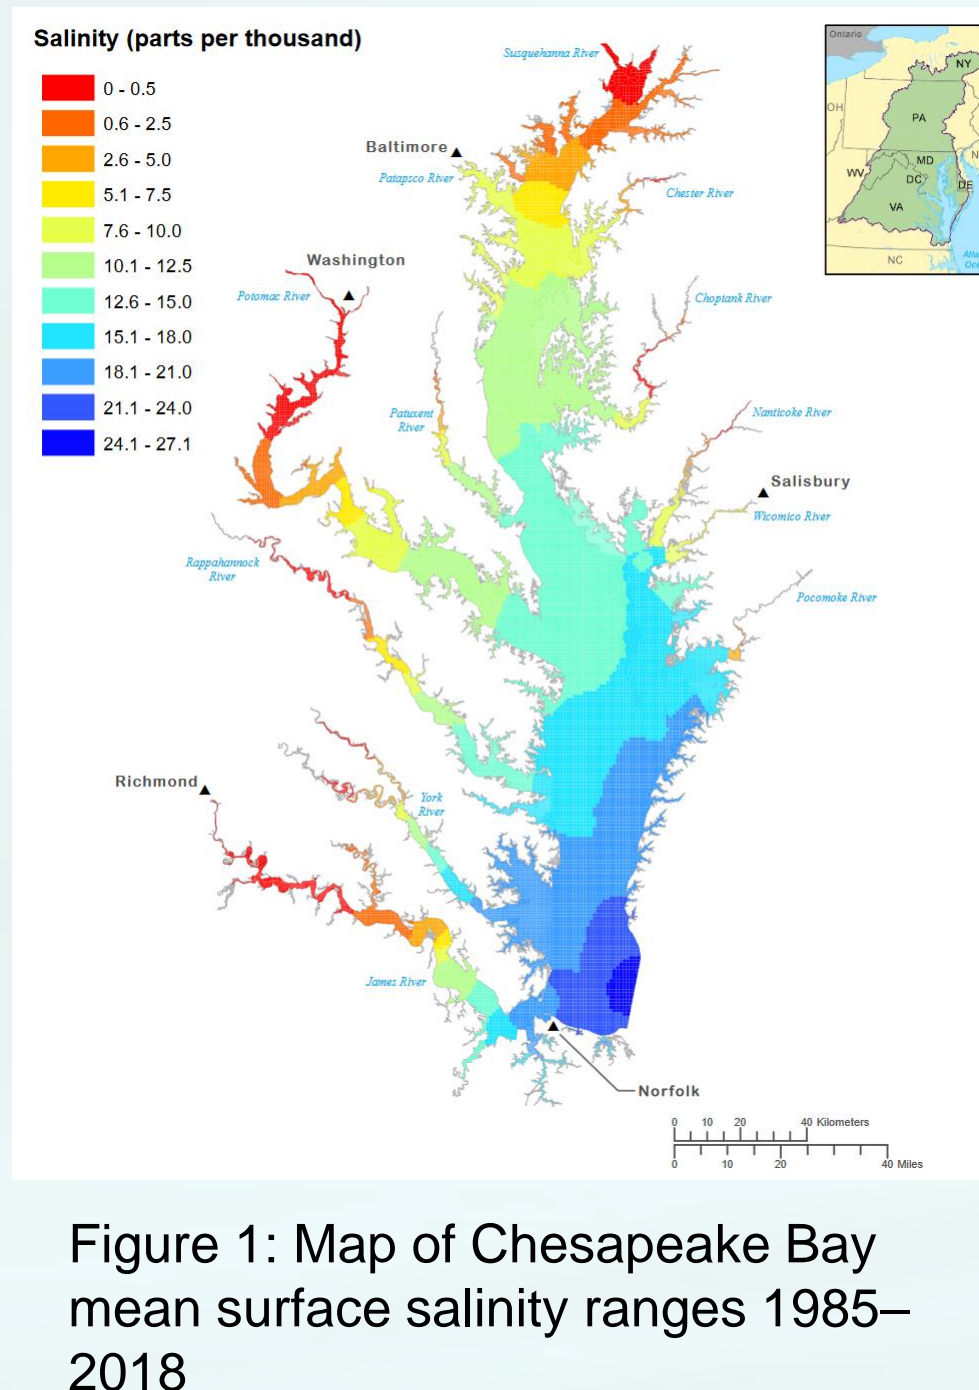 Salinity (parts per thousand)
0 - 0.5
0.6 - 2.5
2.6 - 5.0
5.1 - 7.5
7.6 - 10.0
10.1 - 12.5
12.6 - 15.0
15.1 - 18.0
18.1 - 21.0
21.1 - 24.0
24.1 - 27.1
Susquehanna River
Baltimore
Patapsco River
Chester River
Washington
Potomac River
Choptank River
Patuxent
River
Nanticoke River
Salisbury
Wicomico River
Rappahannock
River
Pocomoke River
Richmond
York
River
James River
Norfolk
Ontario
NY
OH
PA
MD
WV
DC
DE
VA
NC
0 10 20 40 Kilometers
0 10 20 40 Miles
Figure 1: Map of Chesapeake Bay
mean surface salinity ranges 1985–
2018